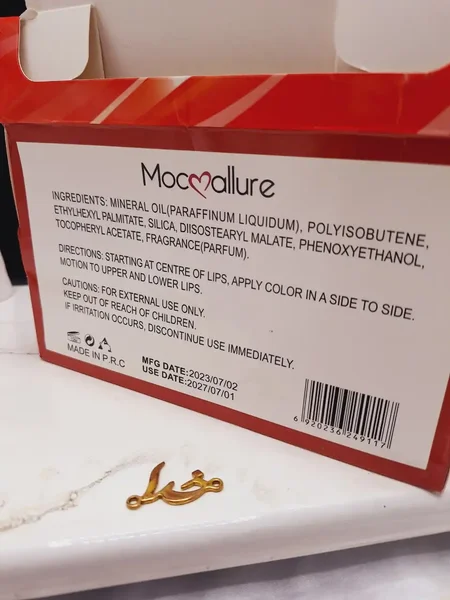 Mocallure
INGREDIENTS: MINERAL OIL(PARAFFINUM LIQUIDUM), POLYISOBUTENE,
ETHYLHEXYL PALMITATE, SILICA, DIISOSTEARYL MALATE, PHENOXYETHANOL,
TOCOPHERYL ACETATE, FRAGRANCE(PARFUM).
DIRECTIONS: STARTING AT CENTRE OF LIPS, APPLY COLOR IN A SIDE TO SIDE.
MOTION TO UPPER AND LOWER LIPS.
CAUTIONS: FOR EXTERNAL USE ONLY.
KEEP OUT OF REACH OF CHILDREN.
IF IRRITATION OCCURS, DISCONTINUE USE IMMEDIATELY.
MADE IN P.R.C
MFG DATE:2023/07/02
USE DATE:2027/07/01
6 920236 249117